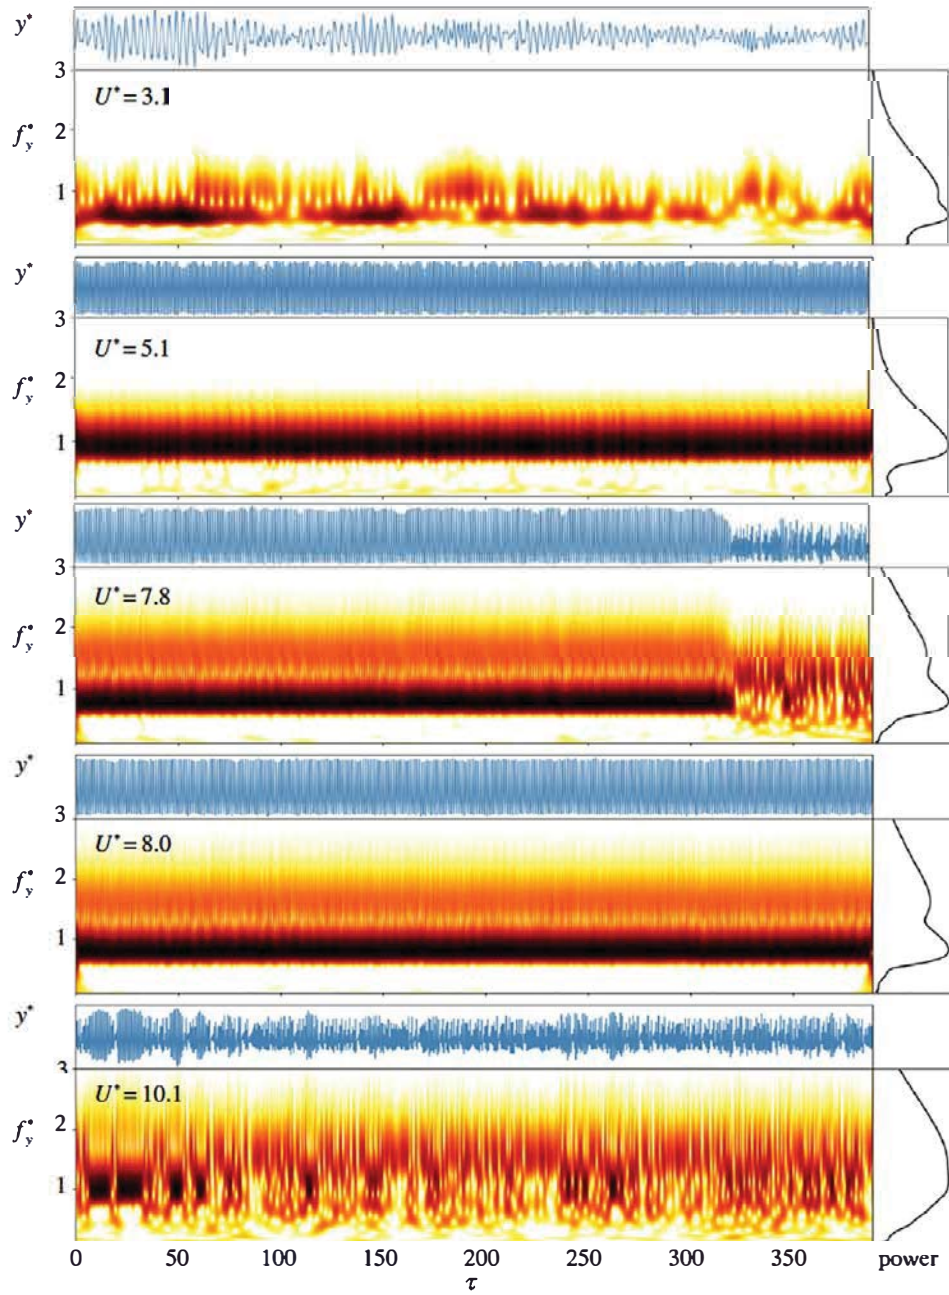 y*
3
U* = 3.1
f*y 2
1
y*
3
U* = 5.1
f*y 2
1
y*
3
U* = 7.8
f*y 2
1
y*
3
U* = 8.0
f*y 2
1
y*
3
U* = 10.1
f*y 2
1
0 50 100 150 200 250 300 350 power
τ